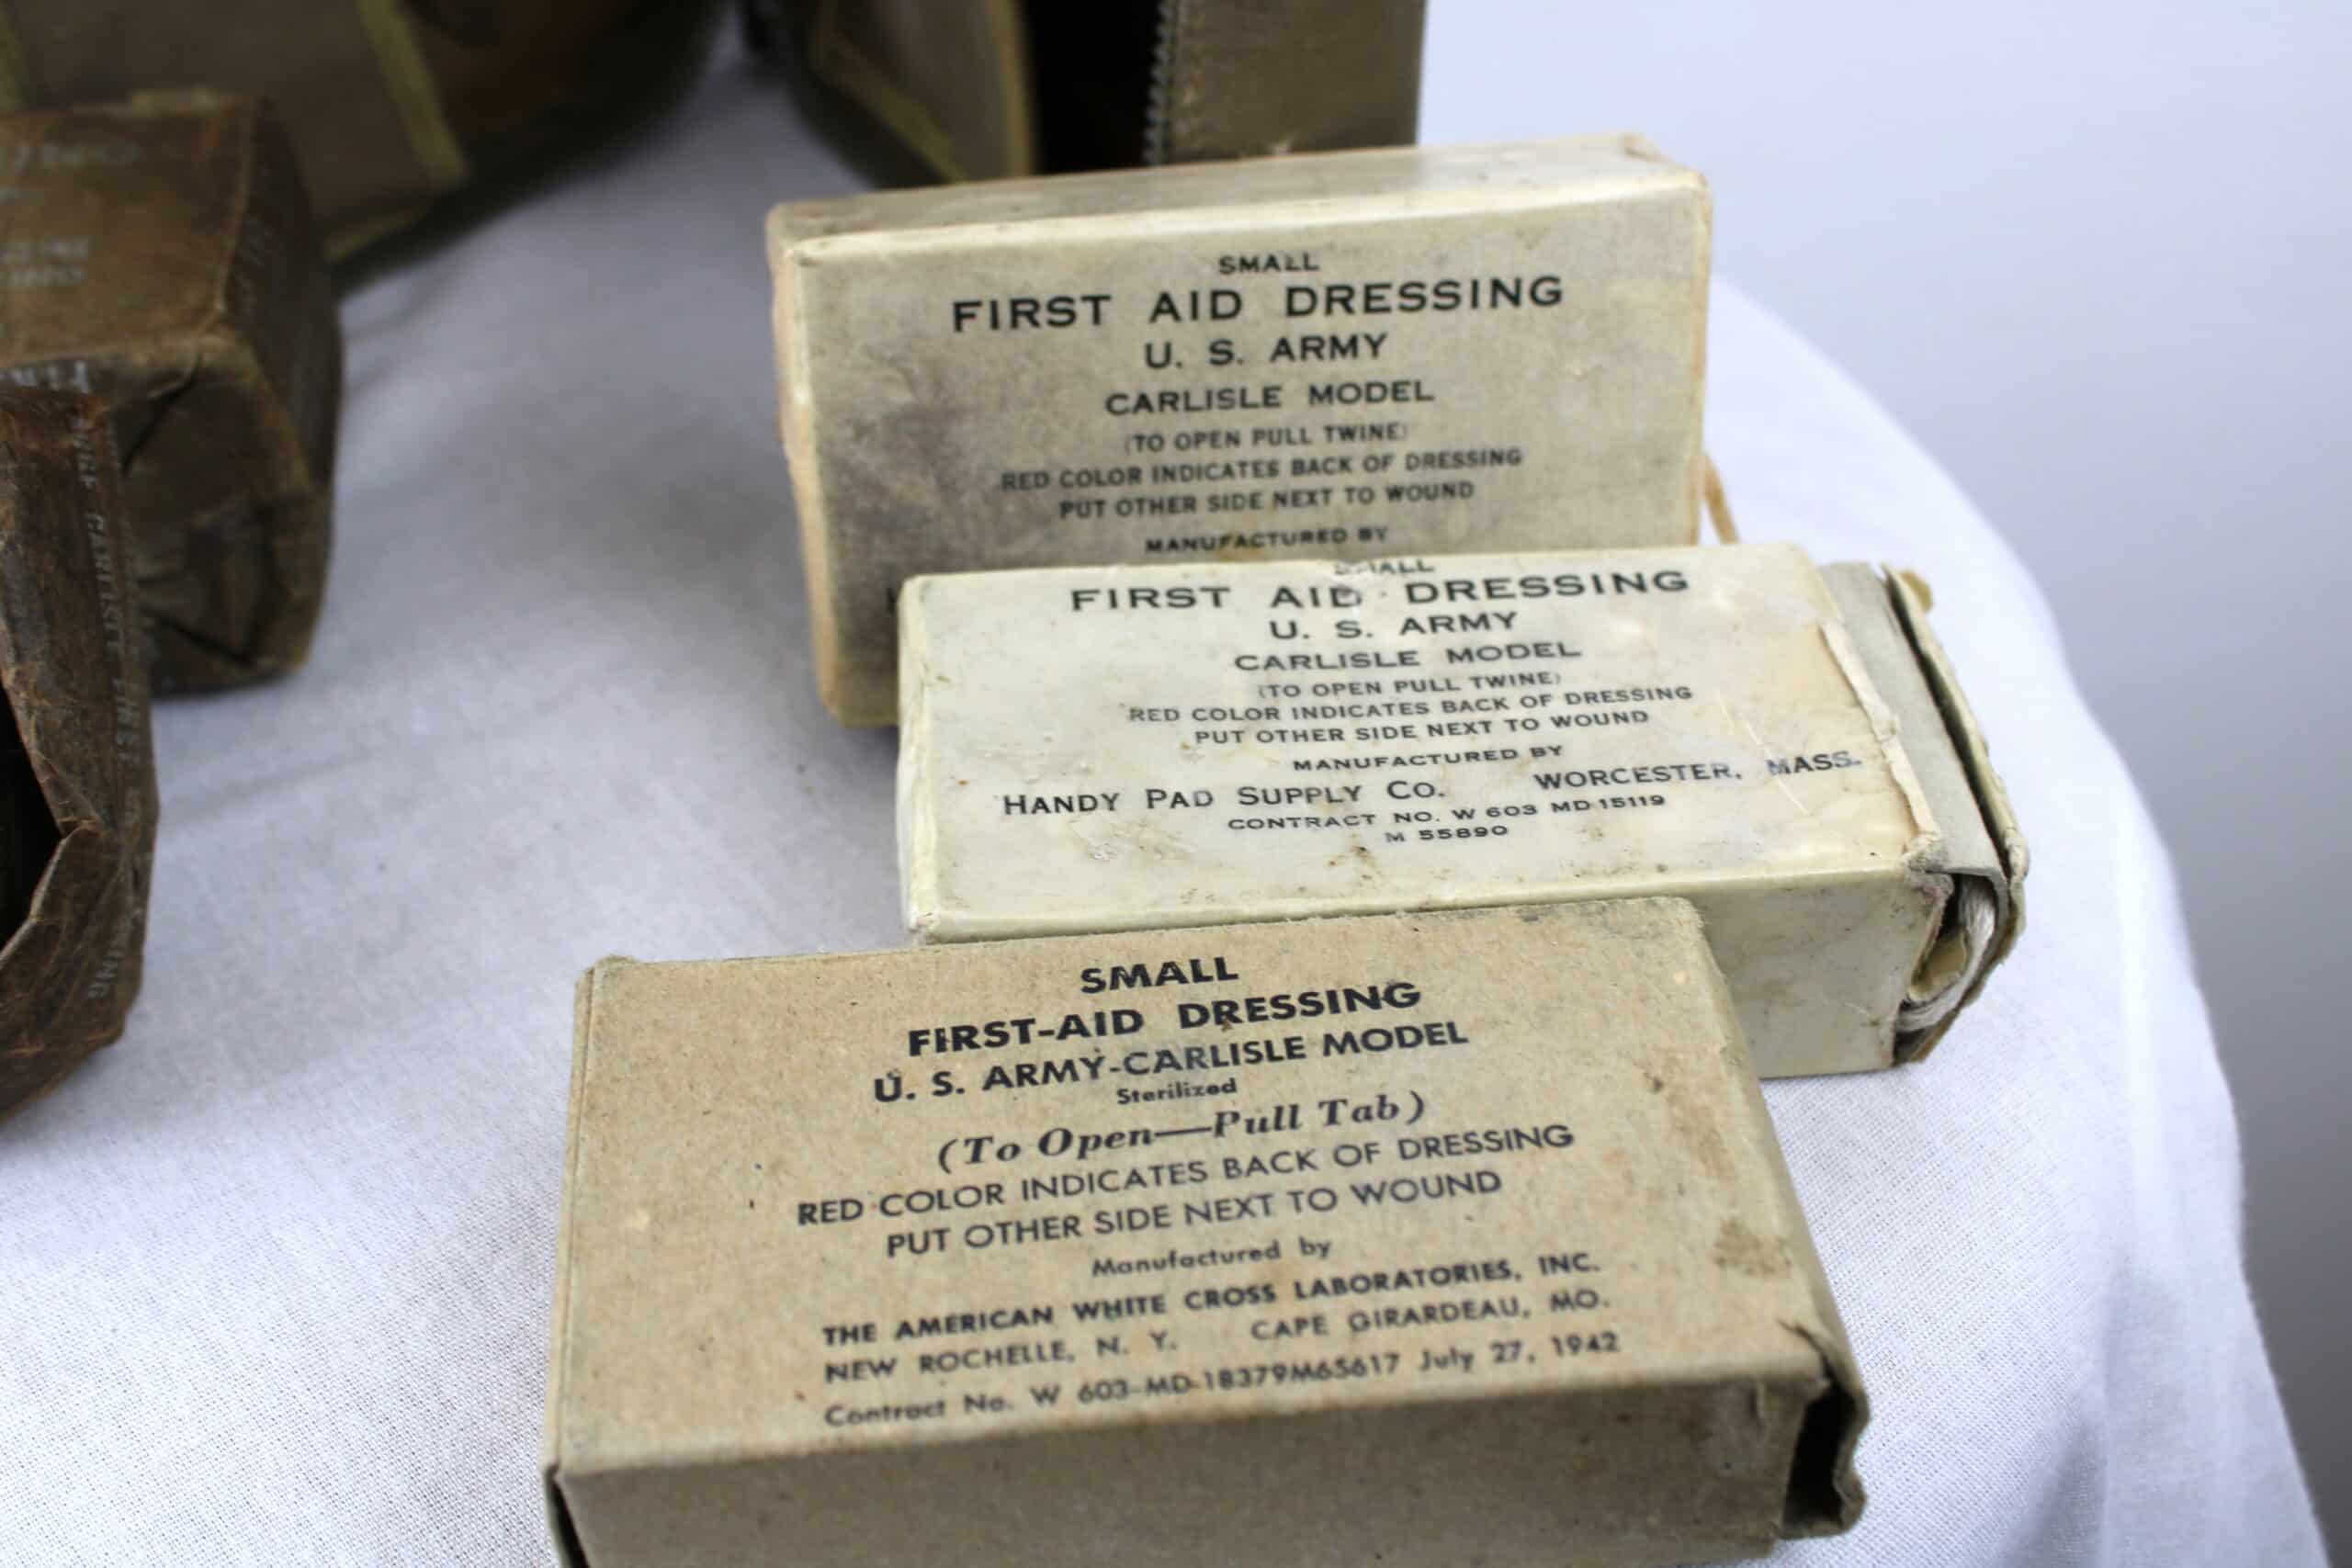 SMALL
FIRST AID DRESSING
U. S. ARMY
CARLISLE MODEL
(TO OPEN PULL TWINE)
RED COLOR INDICATES BACK OF DRESSING
PUT OTHER SIDE NEXT TO WOUND
MANUFACTURED BY
SMALL
FIRST AID DRESSING
U. S. ARMY
CARLISLE MODEL
(TO OPEN PULL TWINE)
RED COLOR INDICATES BACK OF DRESSING
PUT OTHER SIDE NEXT TO WOUND
MANUFACTURED BY
HANDY PAD SUPPLY CO. WORCESTER, MASS.
CONTRACT NO. W 603 MD 15119
M 55890
SMALL
FIRST-AID DRESSING
U. S. ARMY-CARLISLE MODEL
Sterilized
(To Open—Pull Tab)
RED COLOR INDICATES BACK OF DRESSING
PUT OTHER SIDE NEXT TO WOUND
Manufactured by
THE AMERICAN WHITE CROSS LABORATORIES, INC.
NEW ROCHELLE, N. Y. CAPE GIRARDEAU, MO.
Contract No. W 603-MD-18379M65617 July 27, 1942